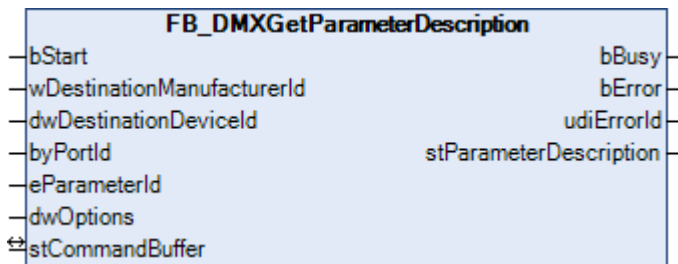 FB_DMXGetParameterDescription
bStart bBusy
wDestinationManufacturerId bError
dwDestinationDeviceId udiErrorId
byPortId stParameterDescription
eParameterId
dwOptions
stCommandBuffer